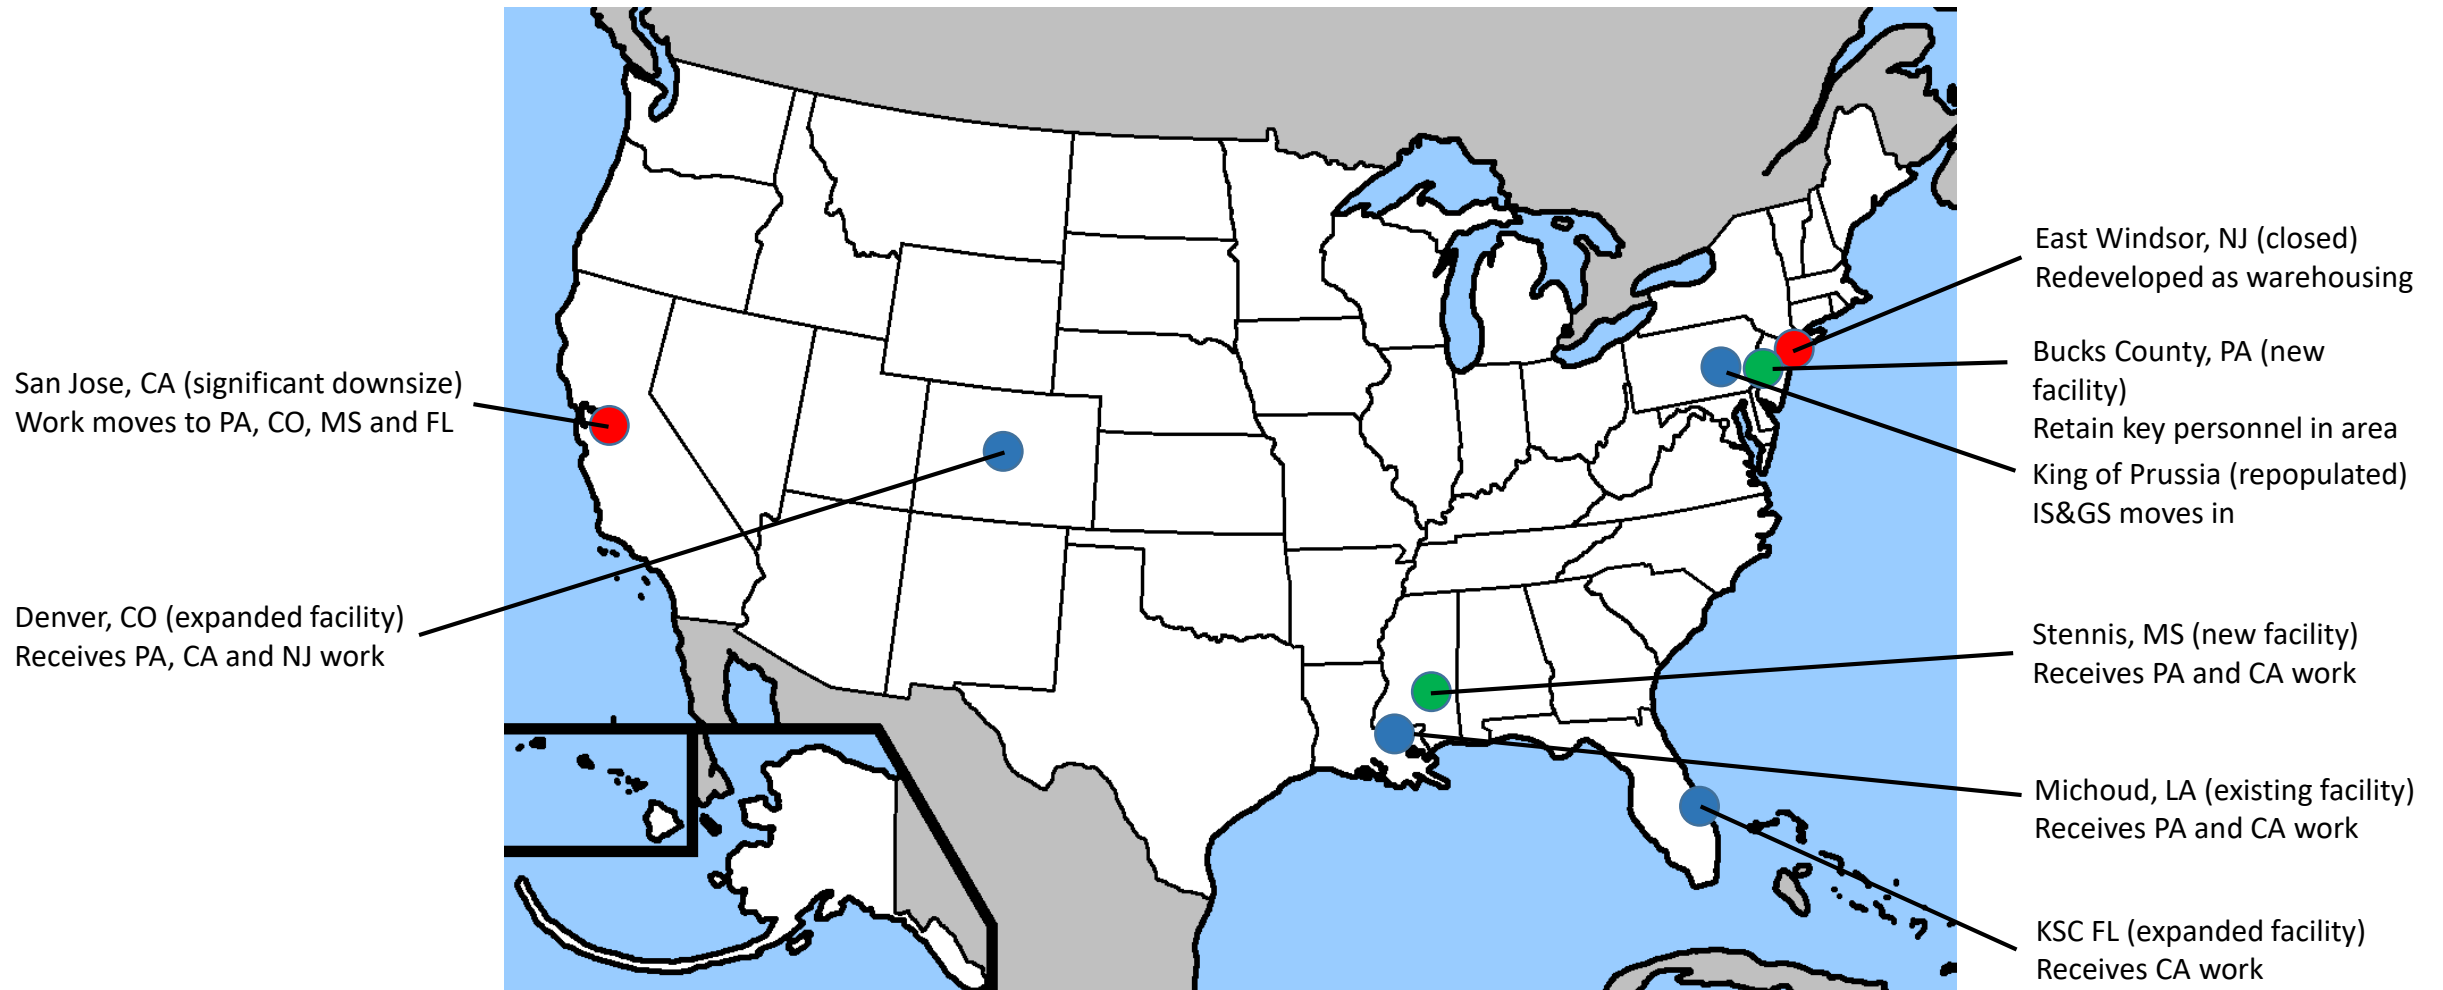 San Jose, CA (significant downsize)
Work moves to PA, CO, MS and FL
Denver, CO (expanded facility)
Receives PA, CA and NJ work
East Windsor, NJ (closed)
Redeveloped as warehousing
Bucks County, PA (new
facility)
Retain key personnel in area
King of Prussia (repopulated)
IS&GS moves in
Stennis, MS (new facility)
Receives PA and CA work
Michoud, LA (existing facility)
Receives PA and CA work
KSC FL (expanded facility)
Receives CA work